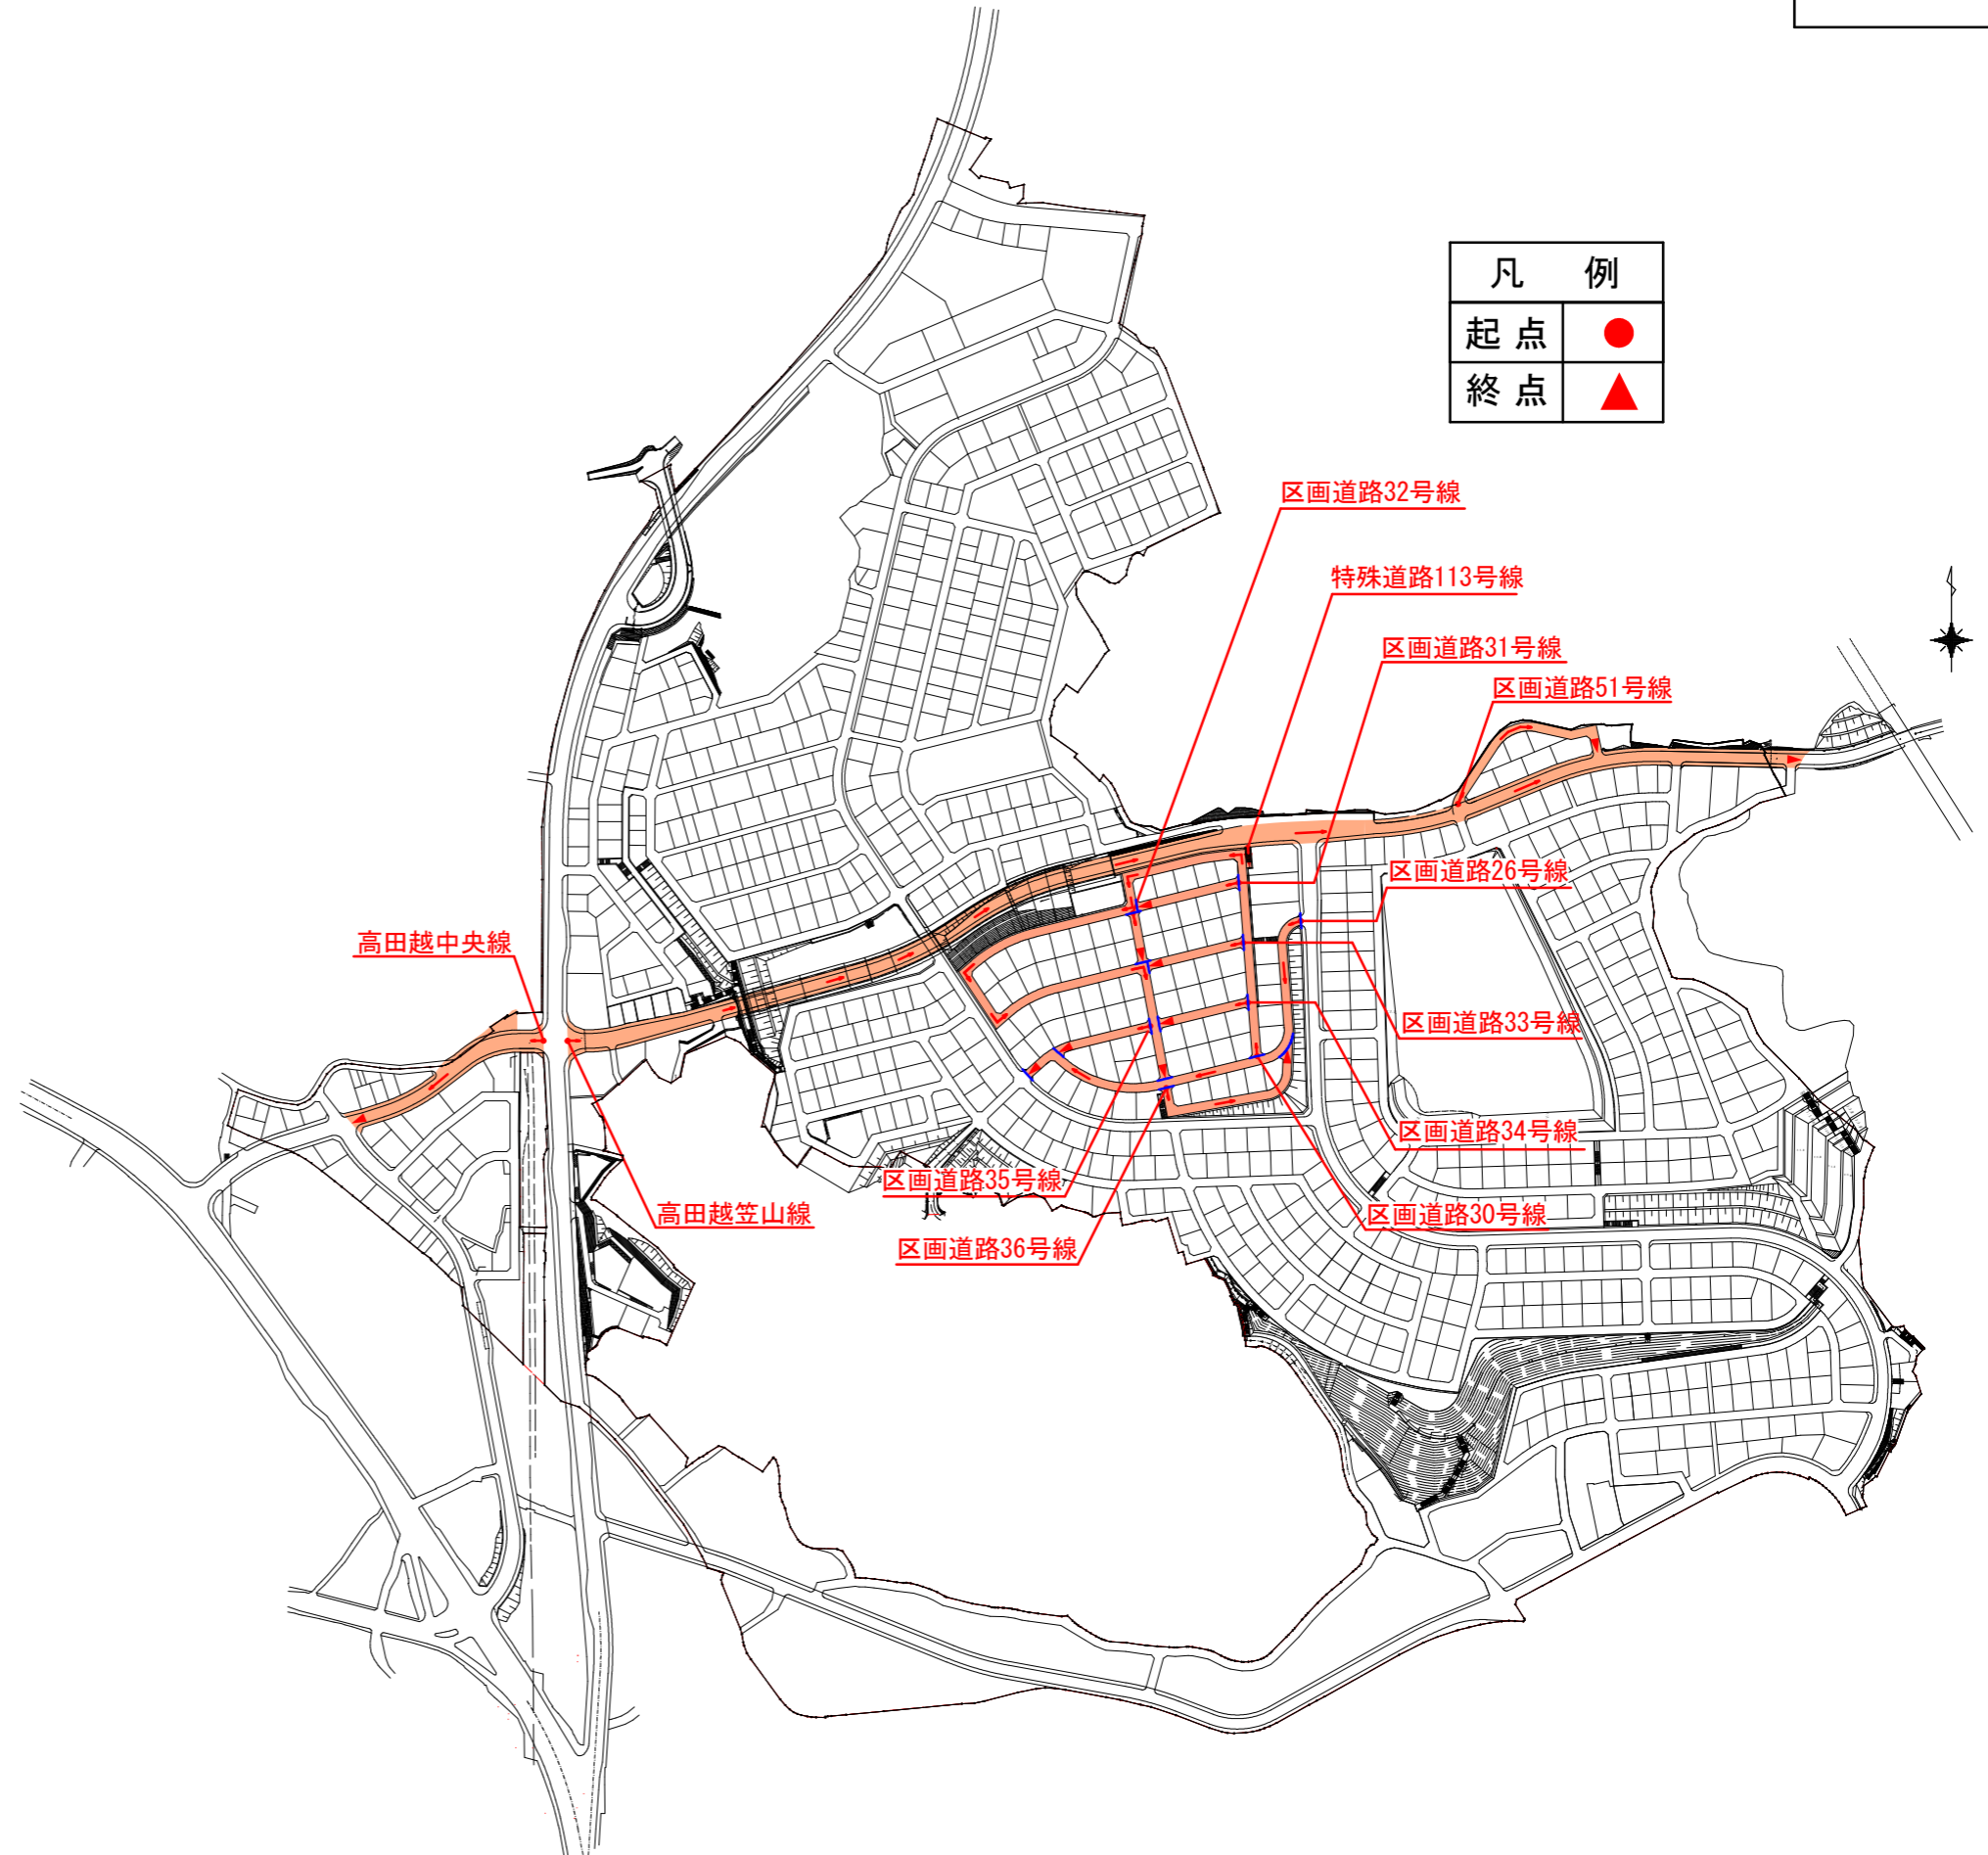 凡 例
起点
終点
区画道路32号線
特殊道路113号線
区画道路31号線
区画道路51号線
区画道路26号線
高田越中央線
区画道路33号線
区画道路34号線
区画道路35号線
高田越笠山線
区画道路30号線
区画道路36号線